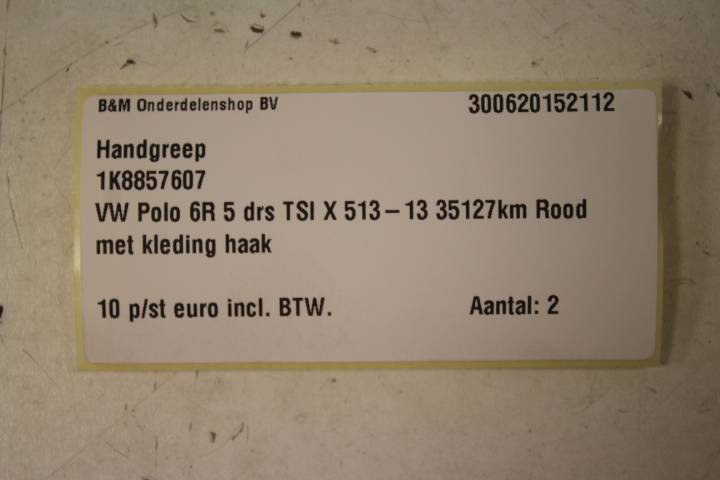 B&M Onderdelenshop BV 300620152112
Handgreep
1K8857607
VW Polo 6R 5 drs TSI X 513-13 35127km Rood
met kleding haak
10 p/st euro incl. BTW. Aantal: 2